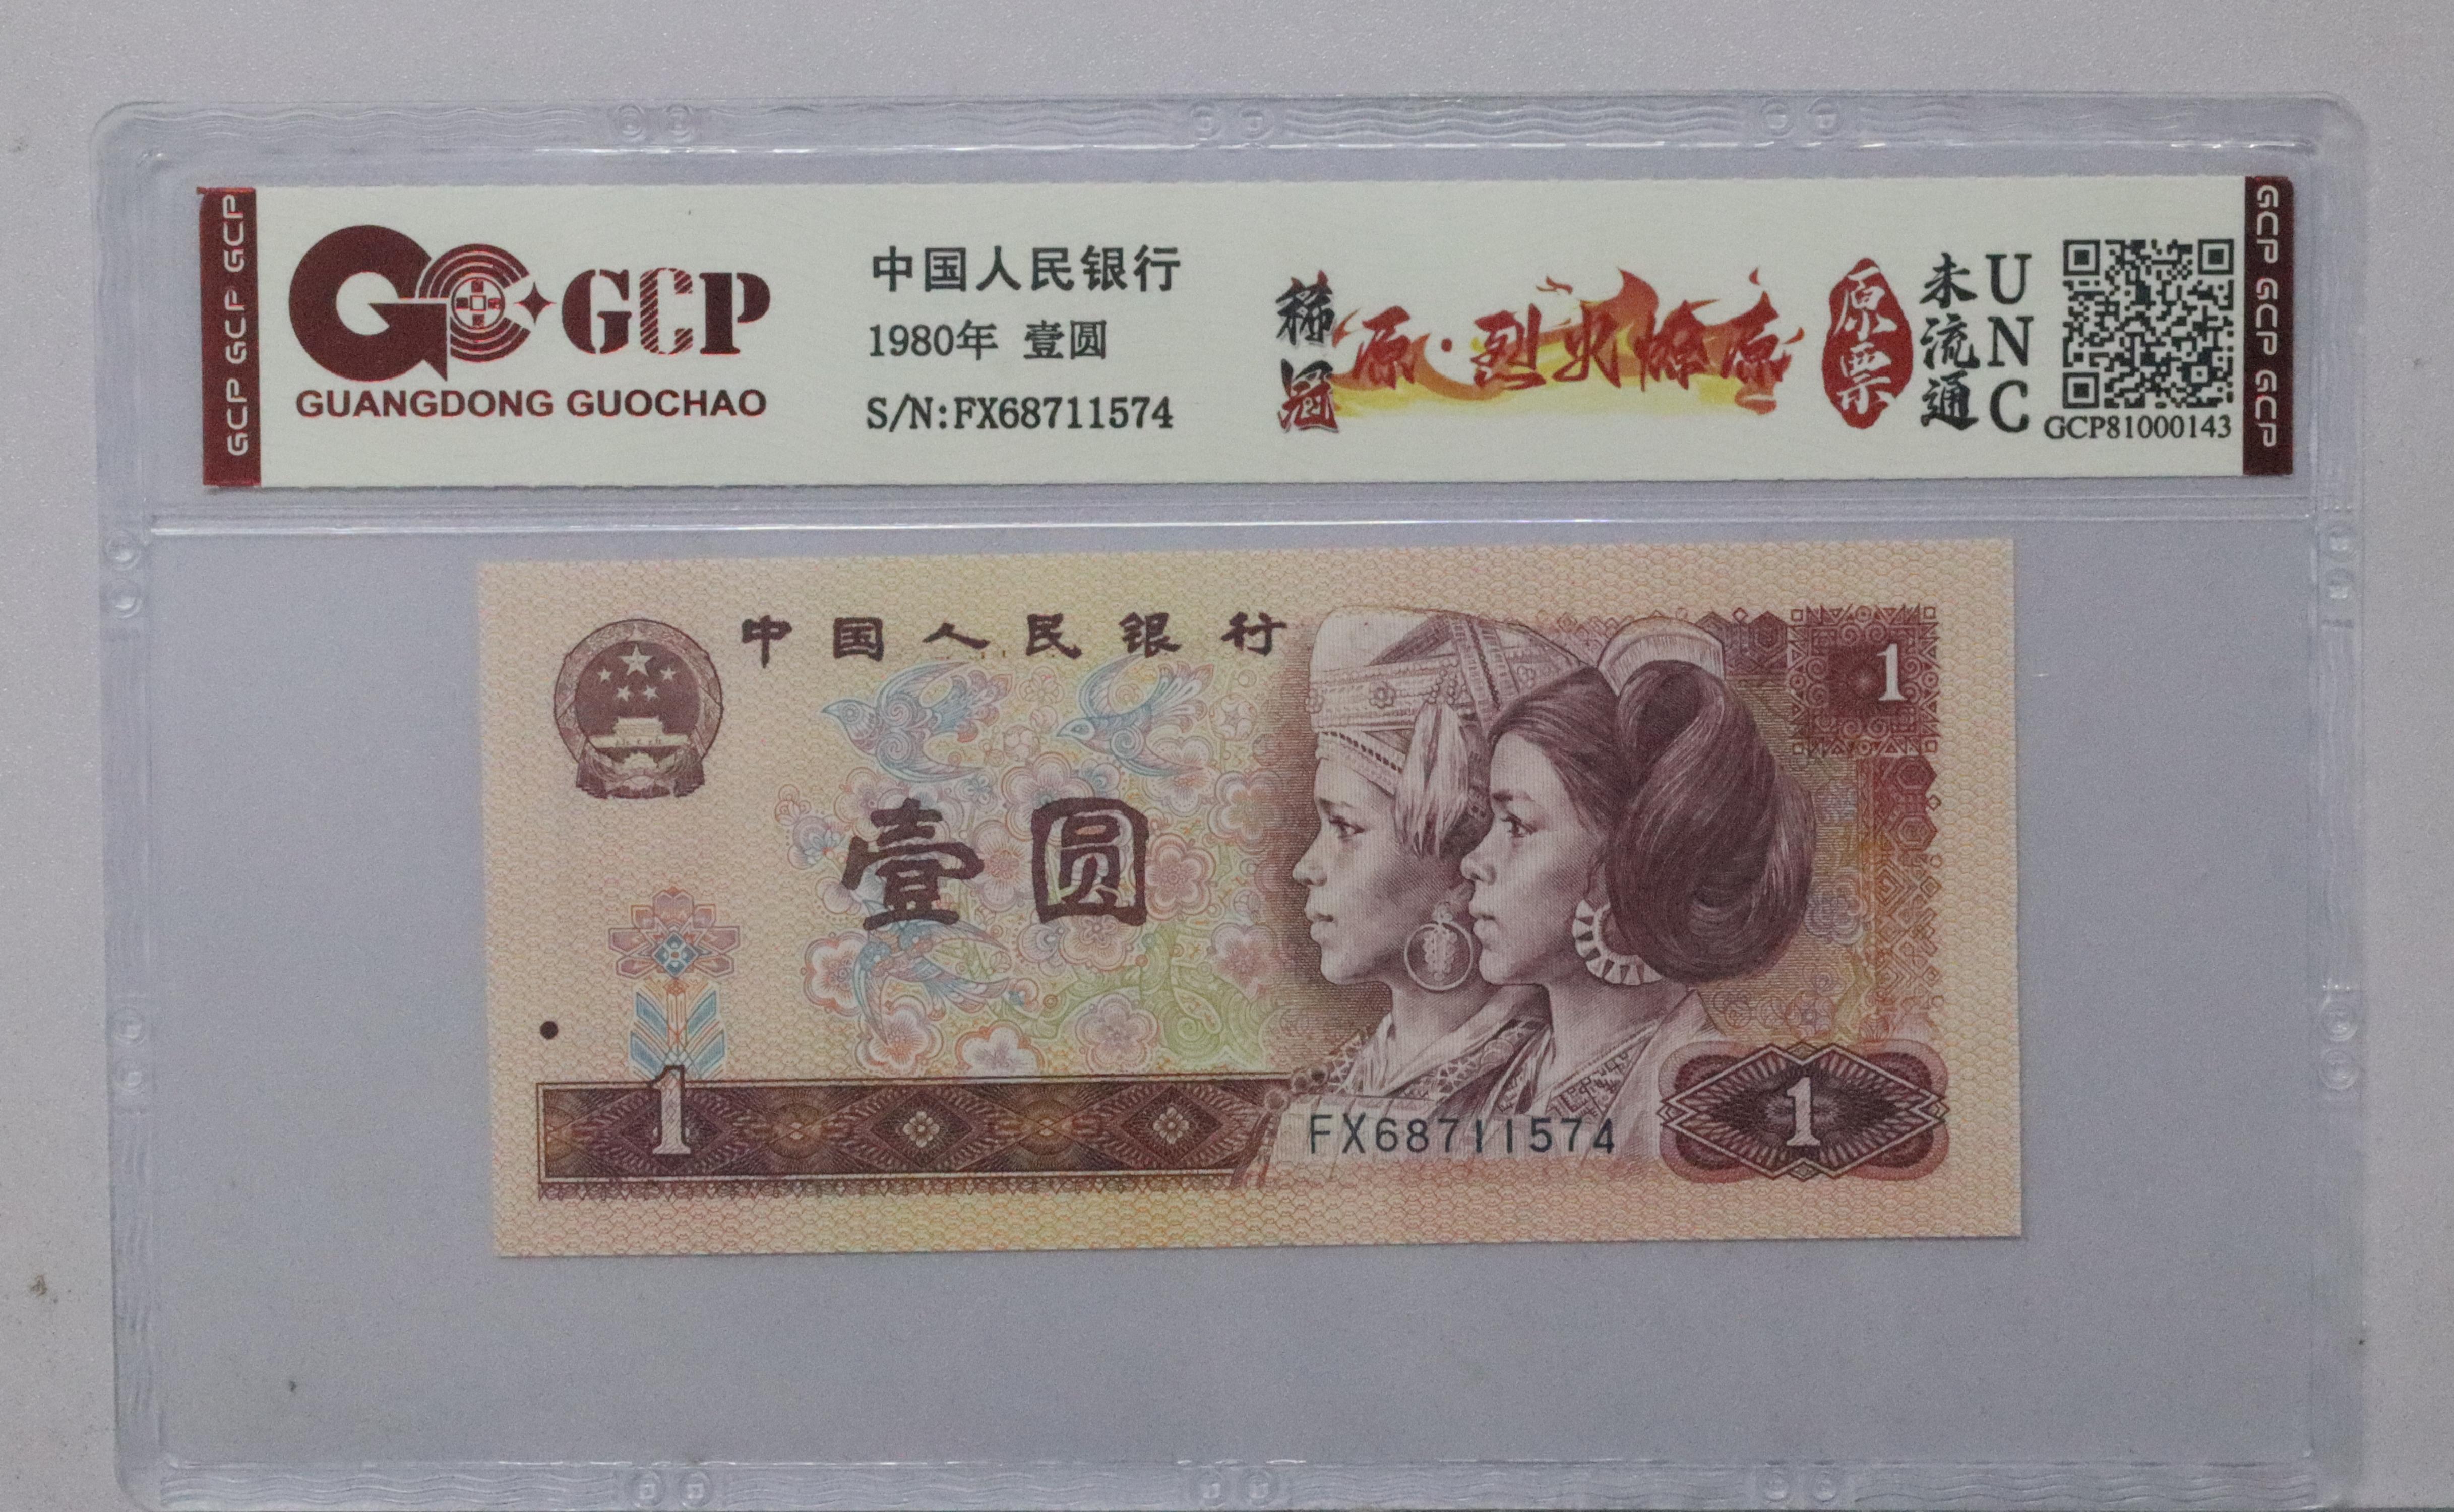 GCP GCP GCP
GCP
GUANGDONG GUOCHAO
中国人民银行
1980年 壹圆
S/N:FX68711574
稀冠
原·烈火燎原
原票
未流通
UNC
GCP81000143
GCP GCP GCP
中国人民银行
1
壹圆
1
FX68711574
1